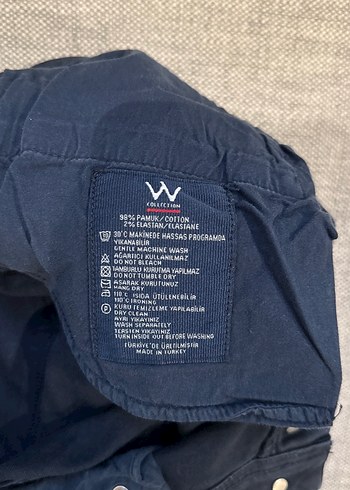 W
COLLECTION
98% PAMUK/COTTON
2% ELASTAN/ELASTANE
30°C MAKİNEDE HASSAS PROGRAMDA
YIKANABİLİR
GENTLE MACHINE WASH
AĞARTICI KULLANILMAZ
DO NOT BLEACH
TAMBURLU KURUTMA YAPILMAZ
DO NOT TUMBLE DRY
ASARAK KURUTUNUZ
HANG DRY
110°C ISIDA ÜTÜLENEBİLİR
110°C IRONING
P KURU TEMİZLEME YAPILABİLİR
DRY CLEAN
AYRI YIKAYINIZ
WASH SEPARATELY
TERSTEN YIKAYINIZ
TURN INSIDE OUT BEFORE WASHING
TÜRKİYE'DE ÜRETİLMİŞTİR
MADE IN TURKEY